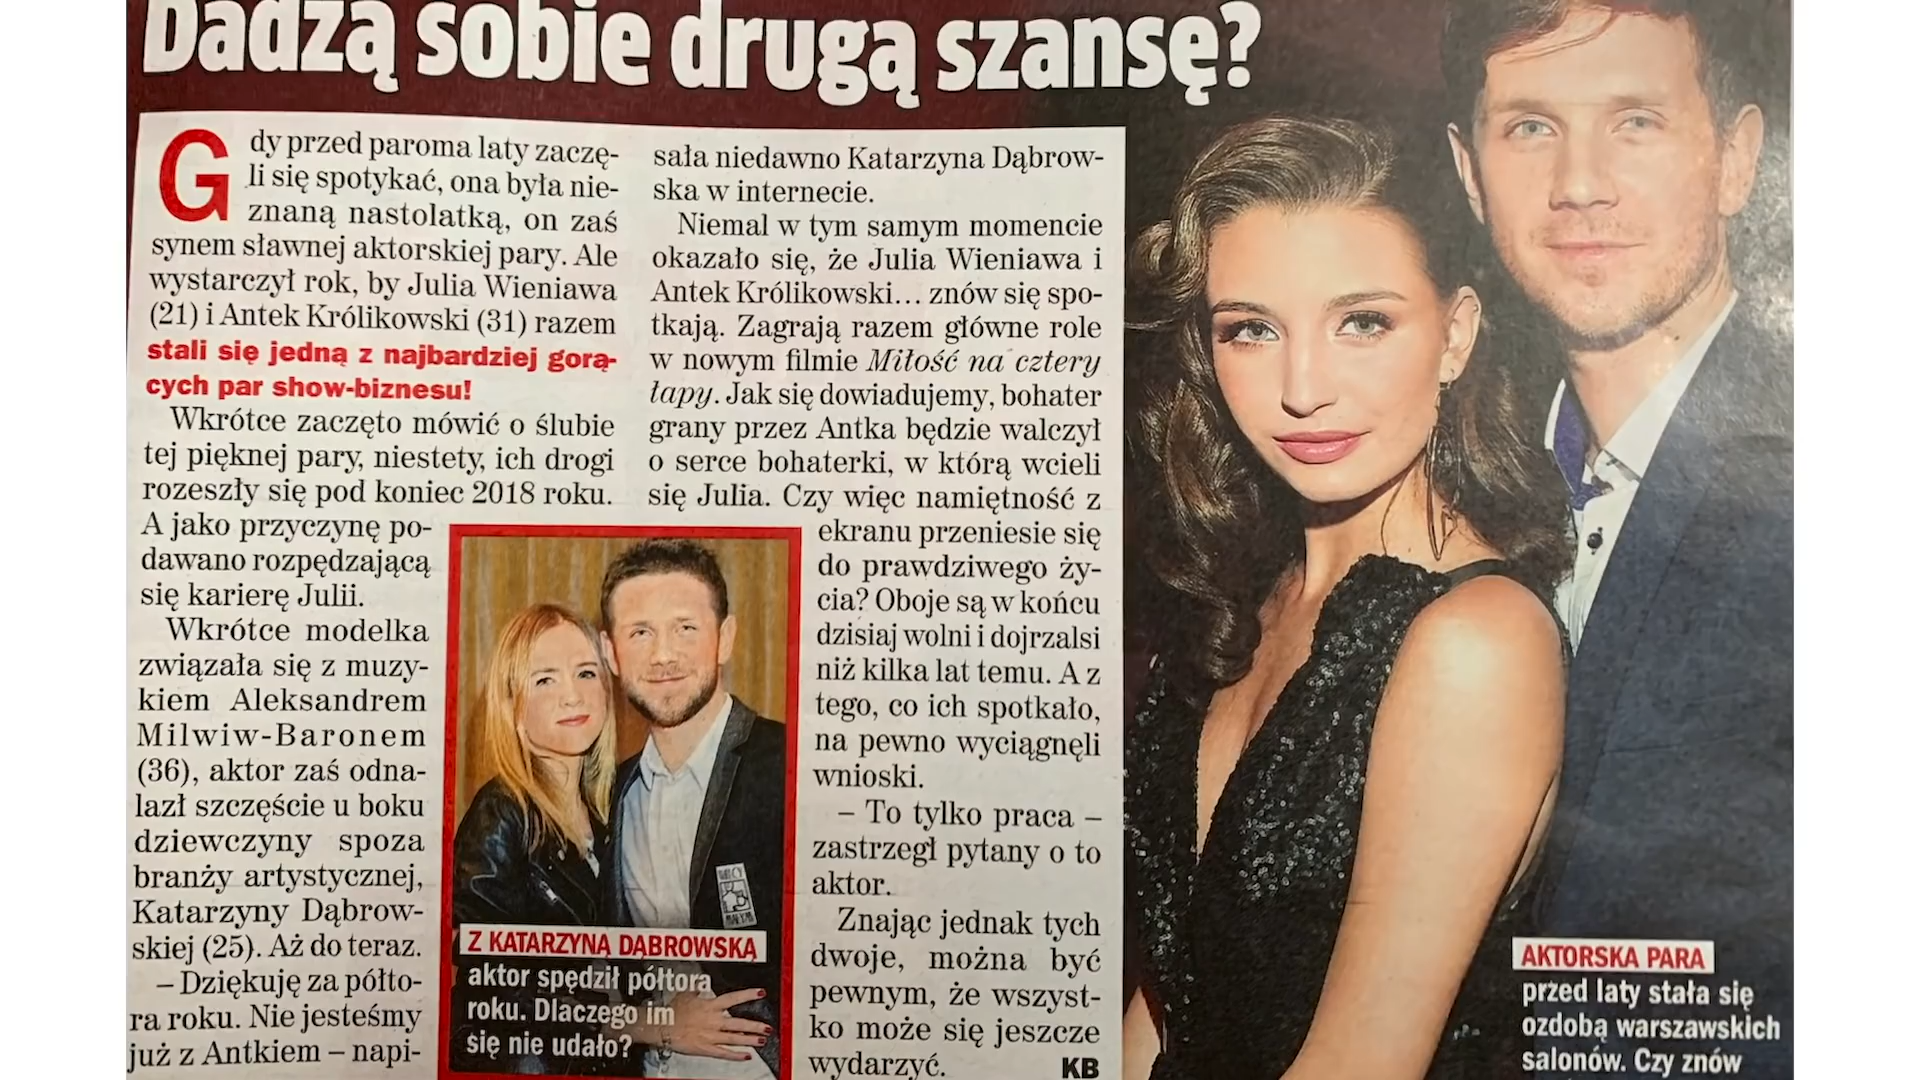 Dadzą sobie drugą szansę?
Gdy przed paroma laty zaczę-
li się spotykać, ona była nie-
znaną nastolatką, on zaś
synem sławnej aktorskiej pary. Ale
wystarczył rok, by Julia Wieniawa
(21) i Antek Królikowski (31) razem
stali się jedną z najbardziej gorą-
cych par show-biznesu!
Wkrótce zaczęto mówić o ślubie
tej pięknej pary, niestety, ich drogi
rozeszły się pod koniec 2018 roku.
A jako przyczynę po-
dawano rozpędzającą
się karierę Julii.
Wkrótce modelka
związała się z muzy-
kiem Aleksandrem
Milwiw-Baronem
(36), aktor zaś odna-
lazł szczęście u boku
dziewczyny spoza
branży artystycznej,
Katarzyny Dąbrow-
skiej (25). Aż do teraz.
– Dziękuję za półto-
ra roku. Nie jesteśmy
już z Antkiem – napi-
sała niedawno Katarzyna Dąbrow-
ska w internecie.
Niemal w tym samym momencie
okazało się, że Julia Wieniawa i
Antek Królikowski... znów się spo-
tkają. Zagrają razem główne role
w nowym filmie Miłość na cztery
łapy. Jak się dowiadujemy, bohater
grany przez Antka będzie walczył
o serce bohaterki, w którą wcieli
się Julia. Czy więc namiętność z
ekranu przeniesie się
do prawdziwego ży-
cia? Oboje są w końcu
dzisiaj wolni i dojrzalsi
niż kilka lat temu. A z
tego, co ich spotkało,
na pewno wyciągnęli
wnioski.
– To tylko praca –
zastrzegł pytany o to
aktor.
Znając jednak tych
dwoje, można być
pewnym, że wszyst-
ko może się jeszcze
wydarzyć. KB
Z KATARZYNĄ DĄBROWSKĄ
aktor spędził półtora
roku. Dlaczego im
się nie udało?
AKTORSKA PARA
przed laty stała się
ozdobą warszawskich
salonów. Czy znów